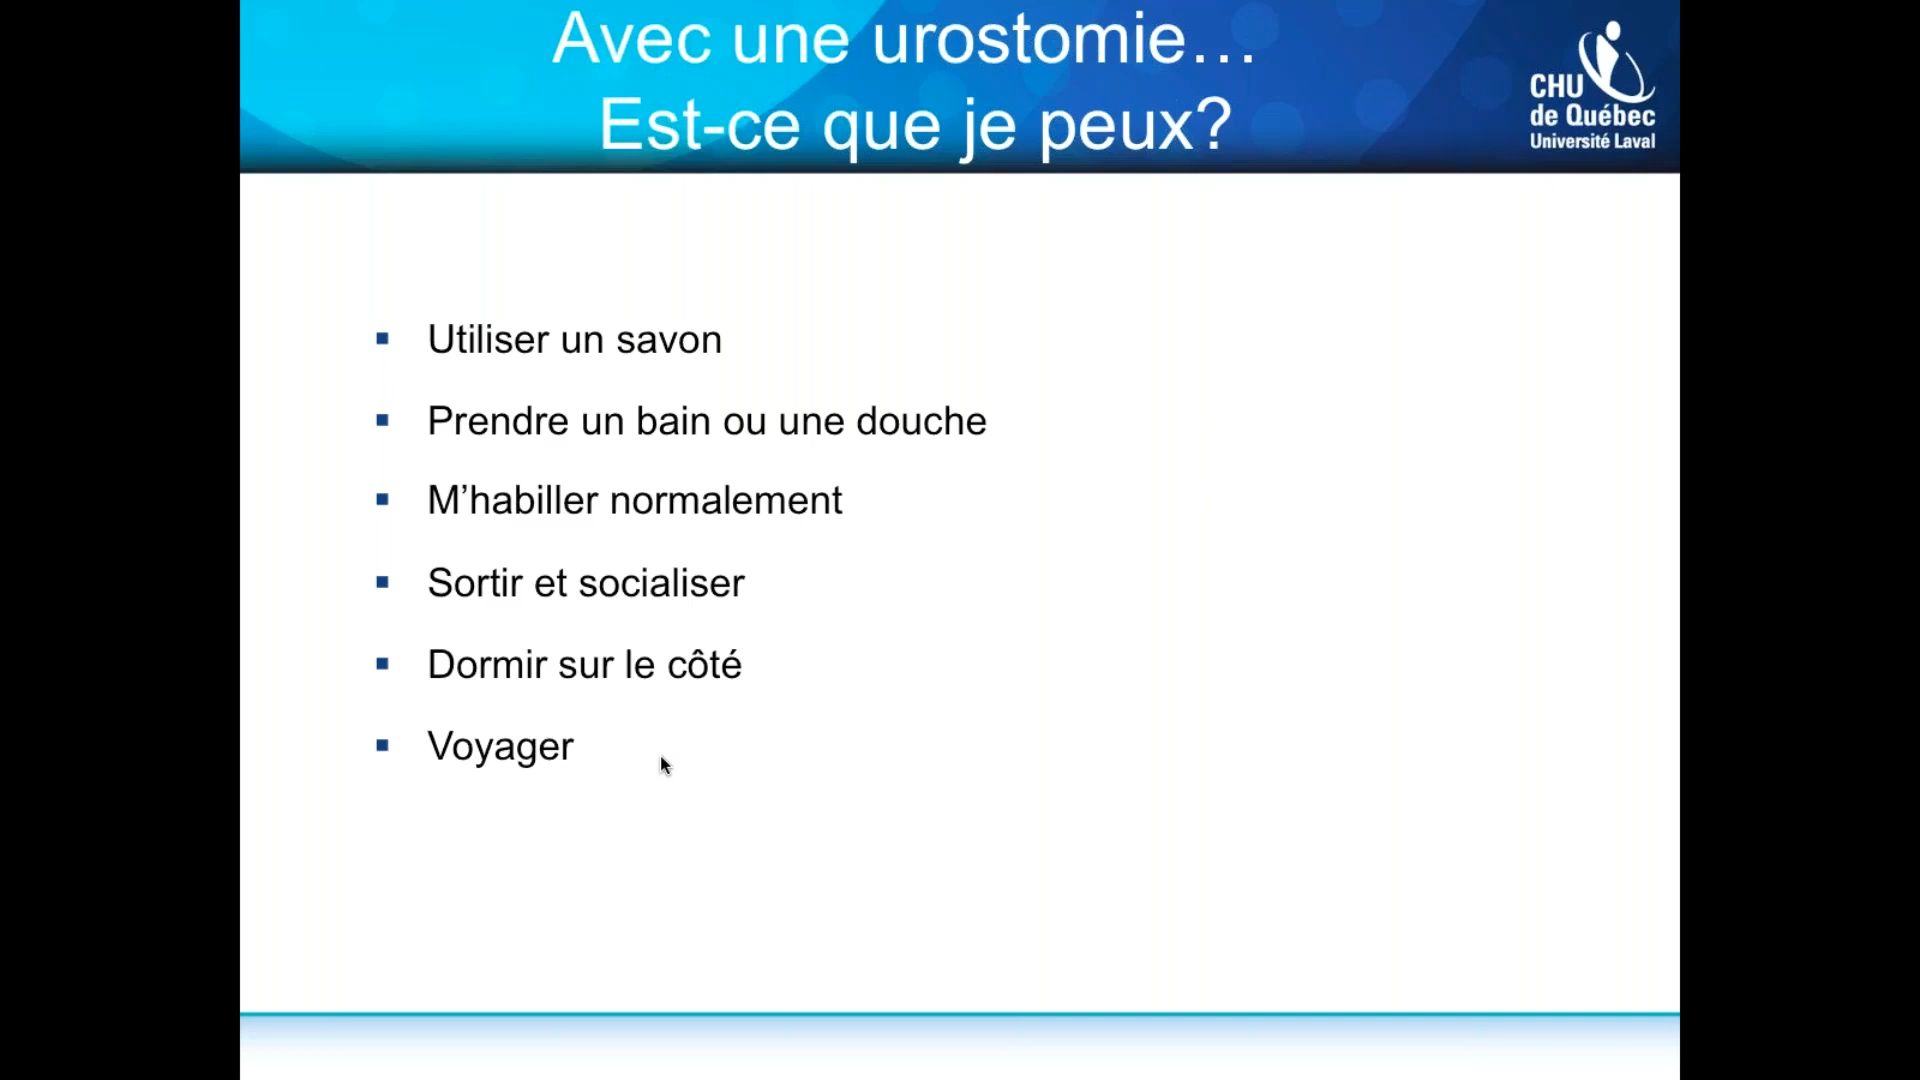 Avec une urostomie…
Est-ce que je peux?
CHU
de Québec
Université Laval
Utiliser un savon
Prendre un bain ou une douche
M’habiller normalement
Sortir et socialiser
Dormir sur le côté
Voyager